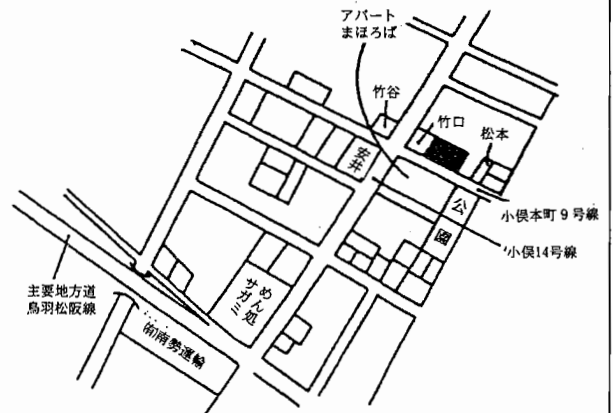 アパート
まほろば
竹谷
竹口
松本
安井
公園
小俣本町9号線
小俣14号線
めん処
サガミ
主要地方道
鳥羽松阪線
㈲南勢運輸